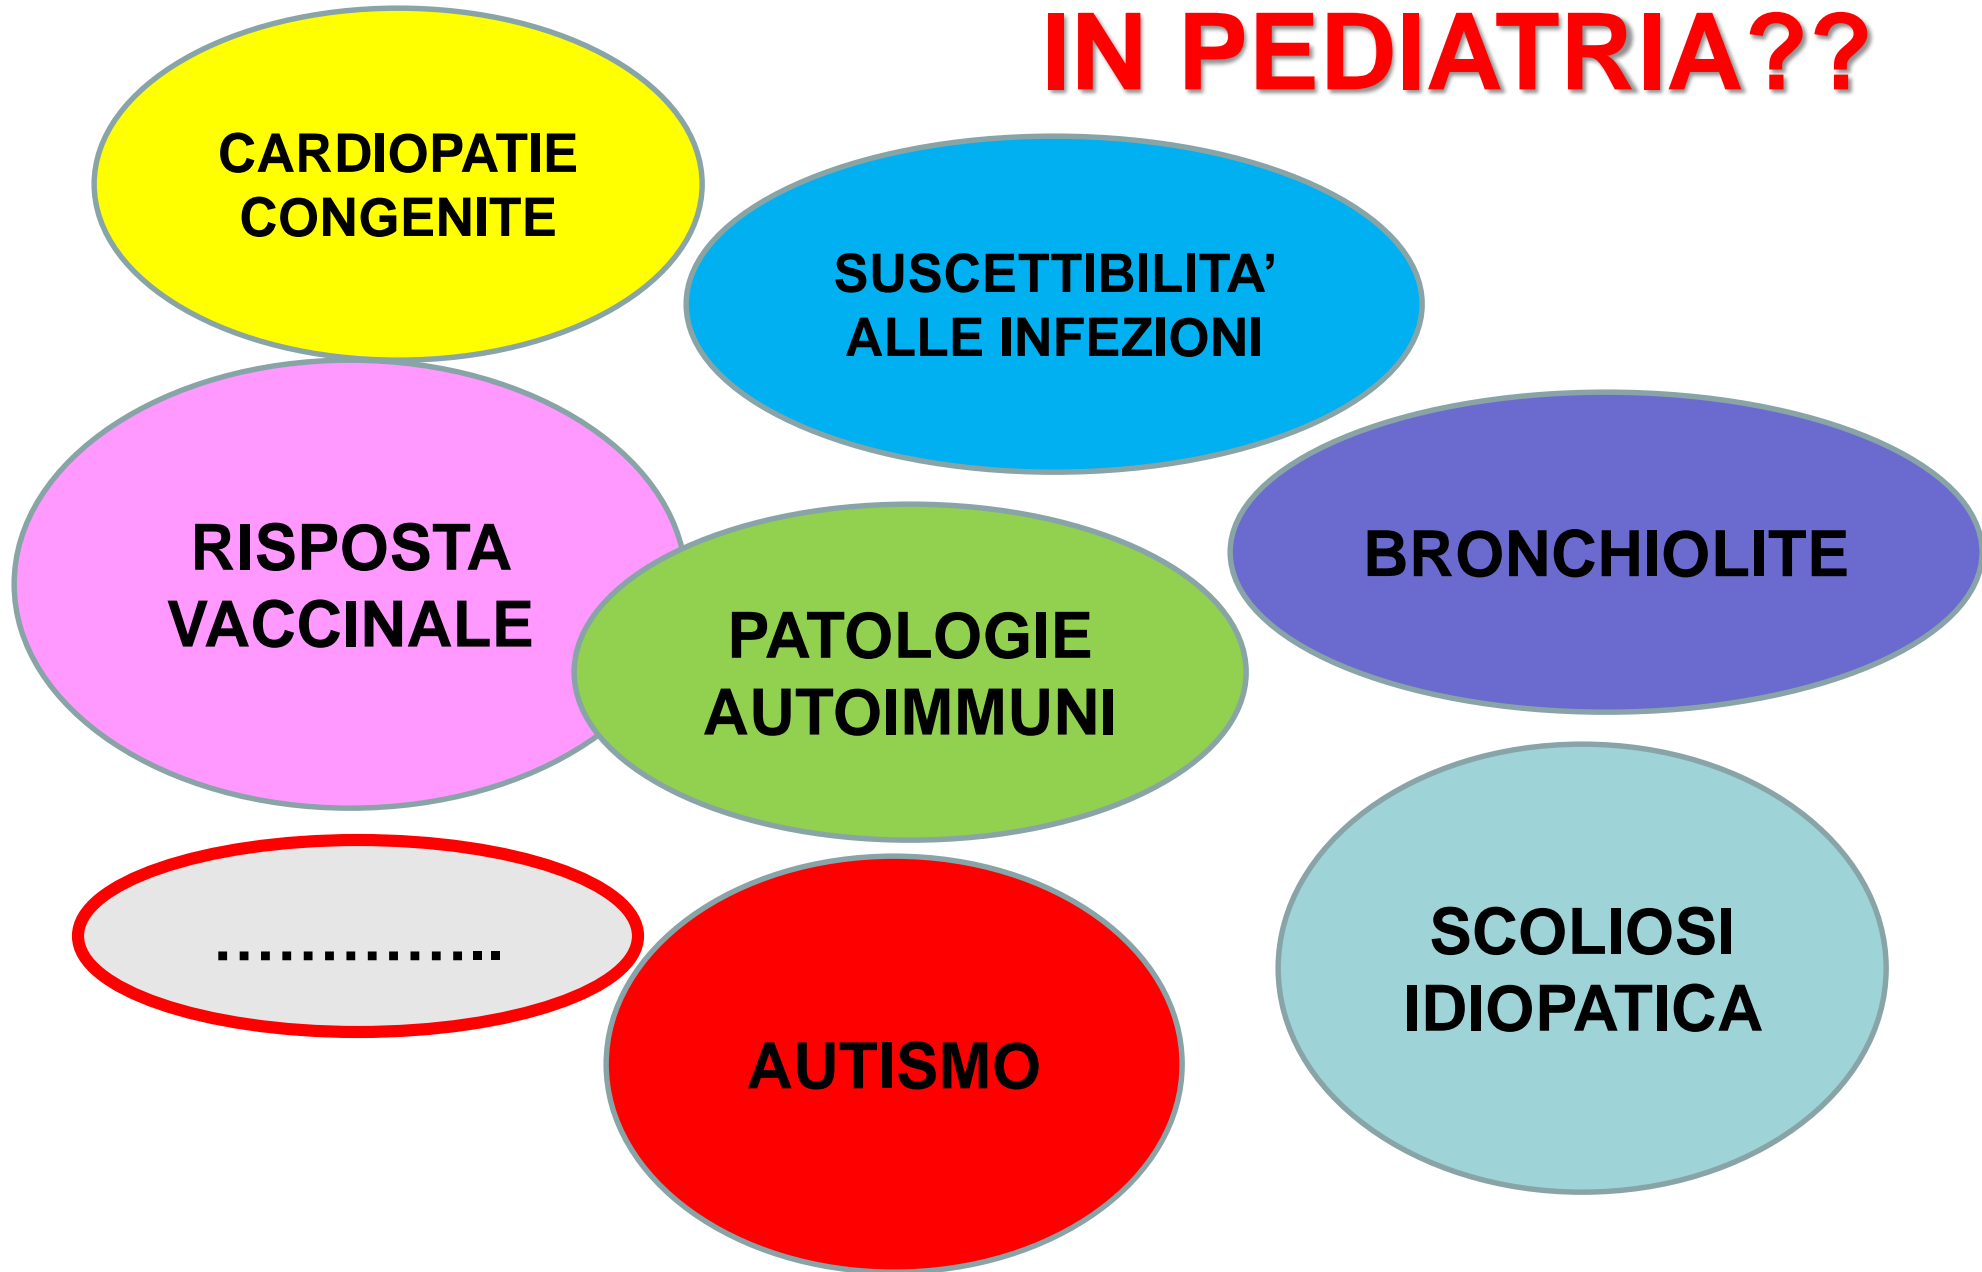 IN PEDIATRIA??
CARDIOPATIE
CONGENITE
SUSCETTIBILITA’
ALLE INFEZIONI
RISPOSTA
VACCINALE
PATOLOGIE
AUTOIMMUNI
BRONCHIOLITE
……………..
AUTISMO
SCOLIOSI
IDIOPATICA